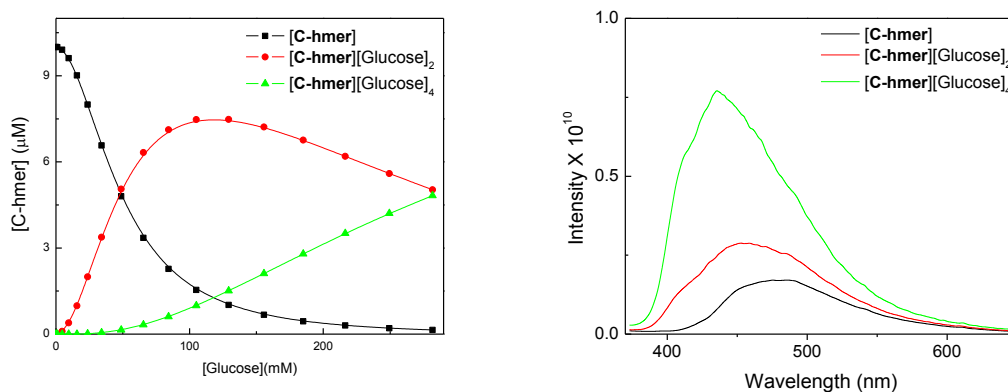 [C-hmer]
[C-hmer][Glucose]2
[C-hmer][Glucose]4
[C-hmer] (μM)
9
6
3
0
0
100
200
[Glucose](mM)
[C-hmer]
[C-hmer][Glucose]2
[C-hmer][Glucose]4
Intensity X 10^10
1.0
0.5
0.0
400
500
600
Wavelength (nm)